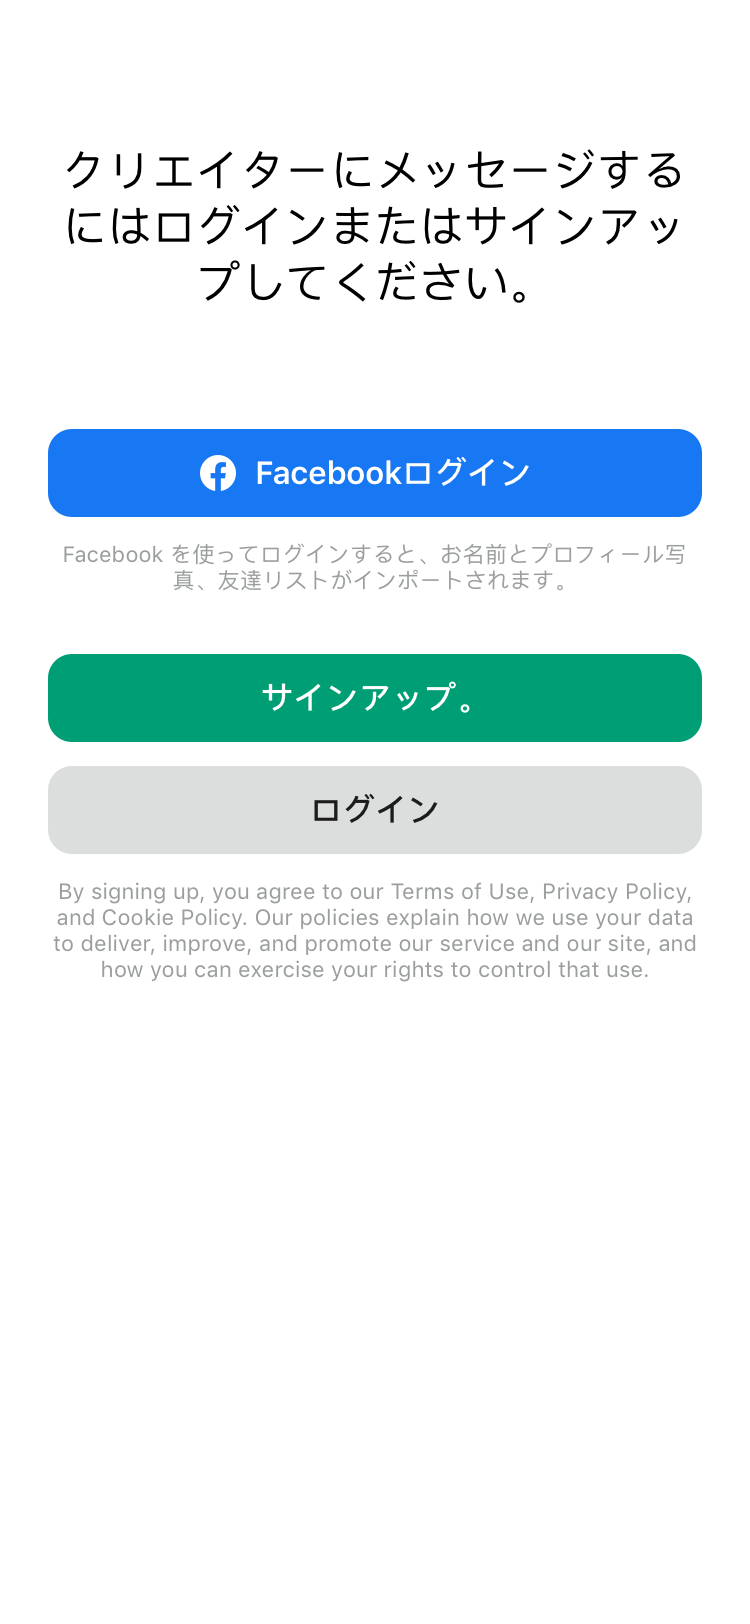 クリエイターにメッセージする
にはログインまたはサインアッ
プしてください。
Facebookログイン
Facebook を使ってログインすると、お名前とプロフィール写
真、友達リストがインポートされます。
サインアップ。
ログイン
By signing up, you agree to our Terms of Use, Privacy Policy,
and Cookie Policy. Our policies explain how we use your data
to deliver, improve, and promote our service and our site, and
how you can exercise your rights to control that use.